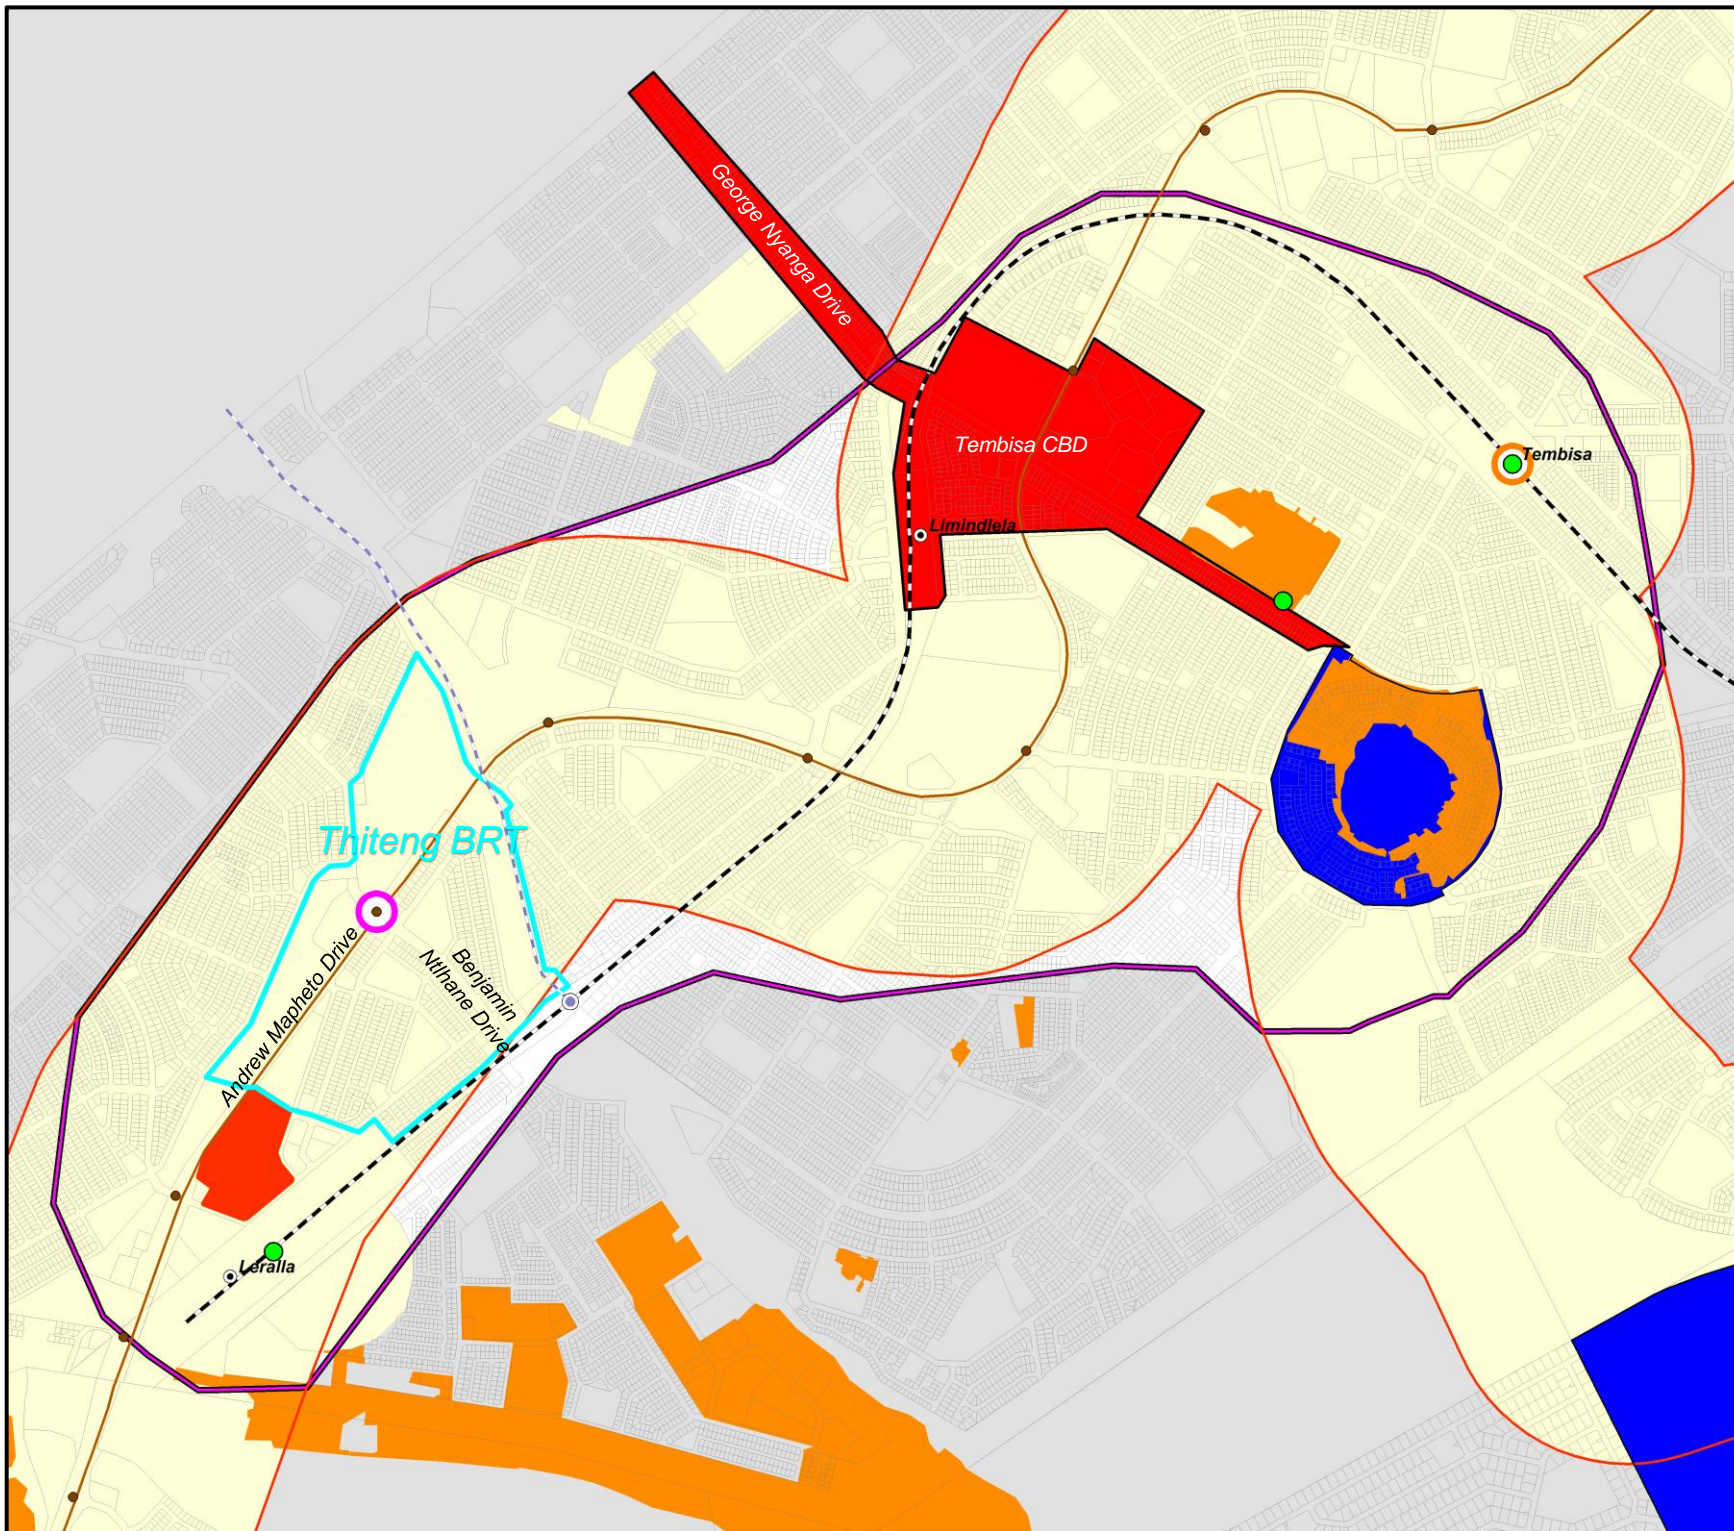 George Nyanga Drive
Tembisa CBD
Tembisa
Limindlela
Thiteng BRT
Andrew Mapheto Drive
Benjamin
Ntlhane Drive
Leralla